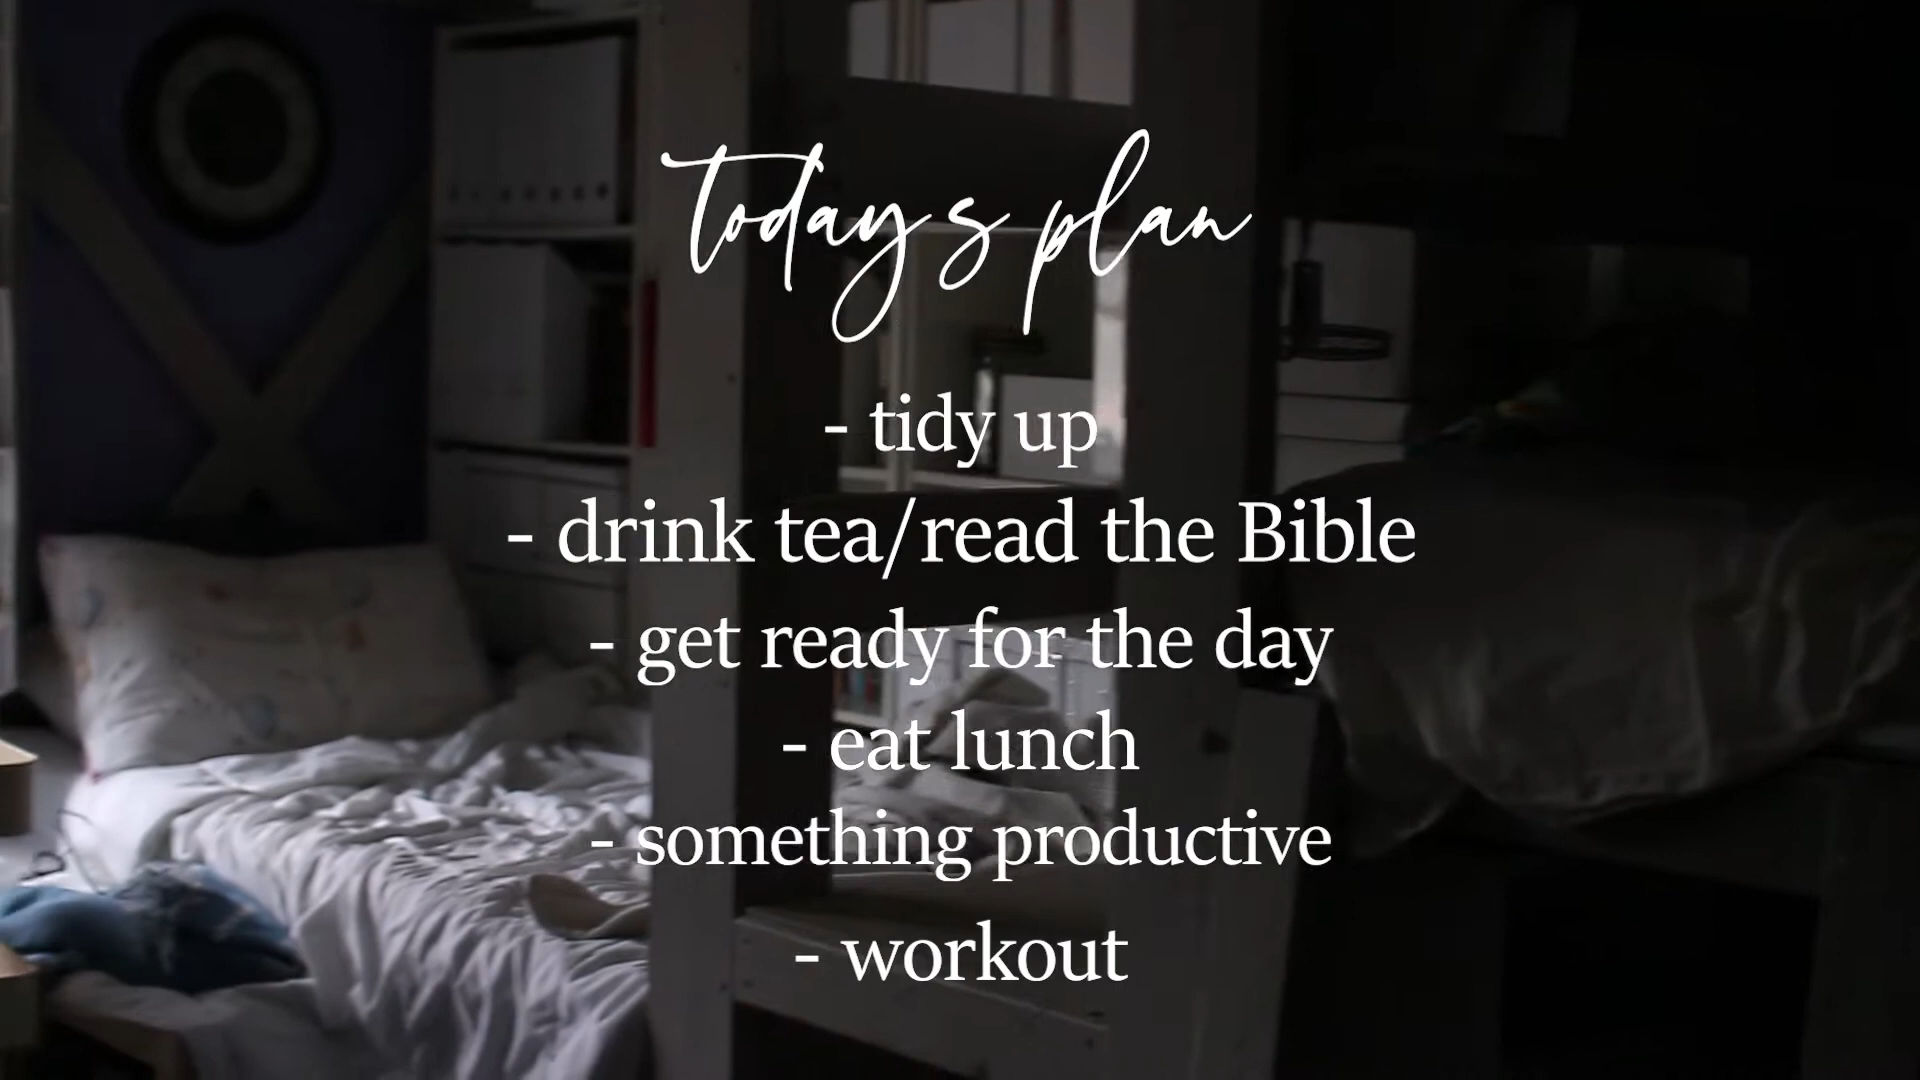 today's plan
- tidy up
- drink tea/read the Bible
- get ready for the day
- eat lunch
- something productive
- workout